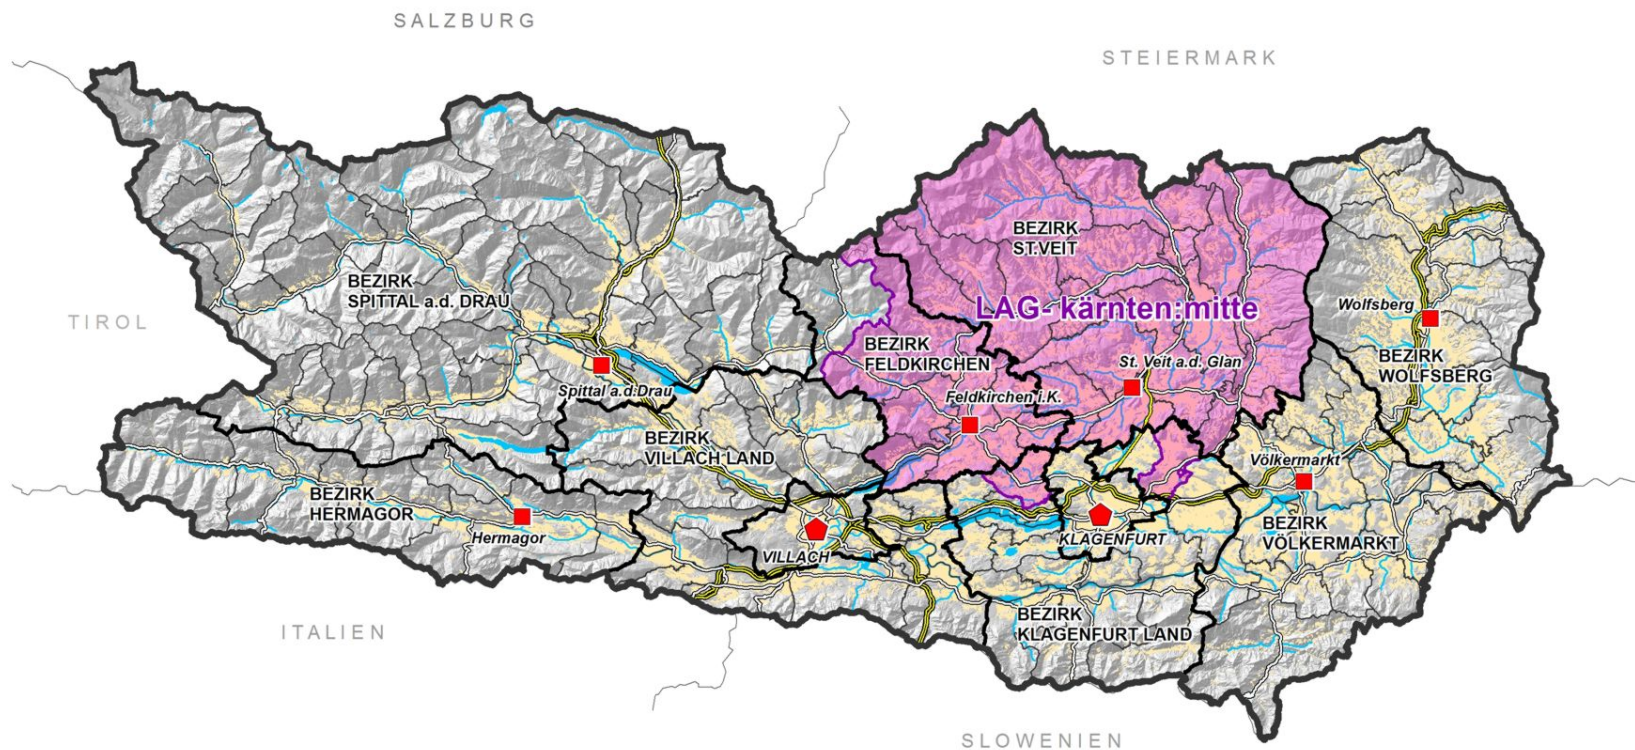 SALZBURG
STEIERMARK
BEZIRK
ST.VEIT
BEZIRK
SPITTAL a.d. DRAU
LAG- kärnten:mitte
Wolfsberg
TIROL
BEZIRK
FELDKIRCHEN
St. Veit a.d. Glan
BEZIRK
WOLFSBERG
Spittal a.d.Drau
Feldkirchen i.K.
BEZIRK
VILLACH LAND
Völkermarkt
BEZIRK
HERMAGOR
Hermagor
VILLACH
KLAGENFURT
BEZIRK
VÖLKERMARKT
BEZIRK
KLAGENFURT LAND
ITALIEN
SLOWENIEN